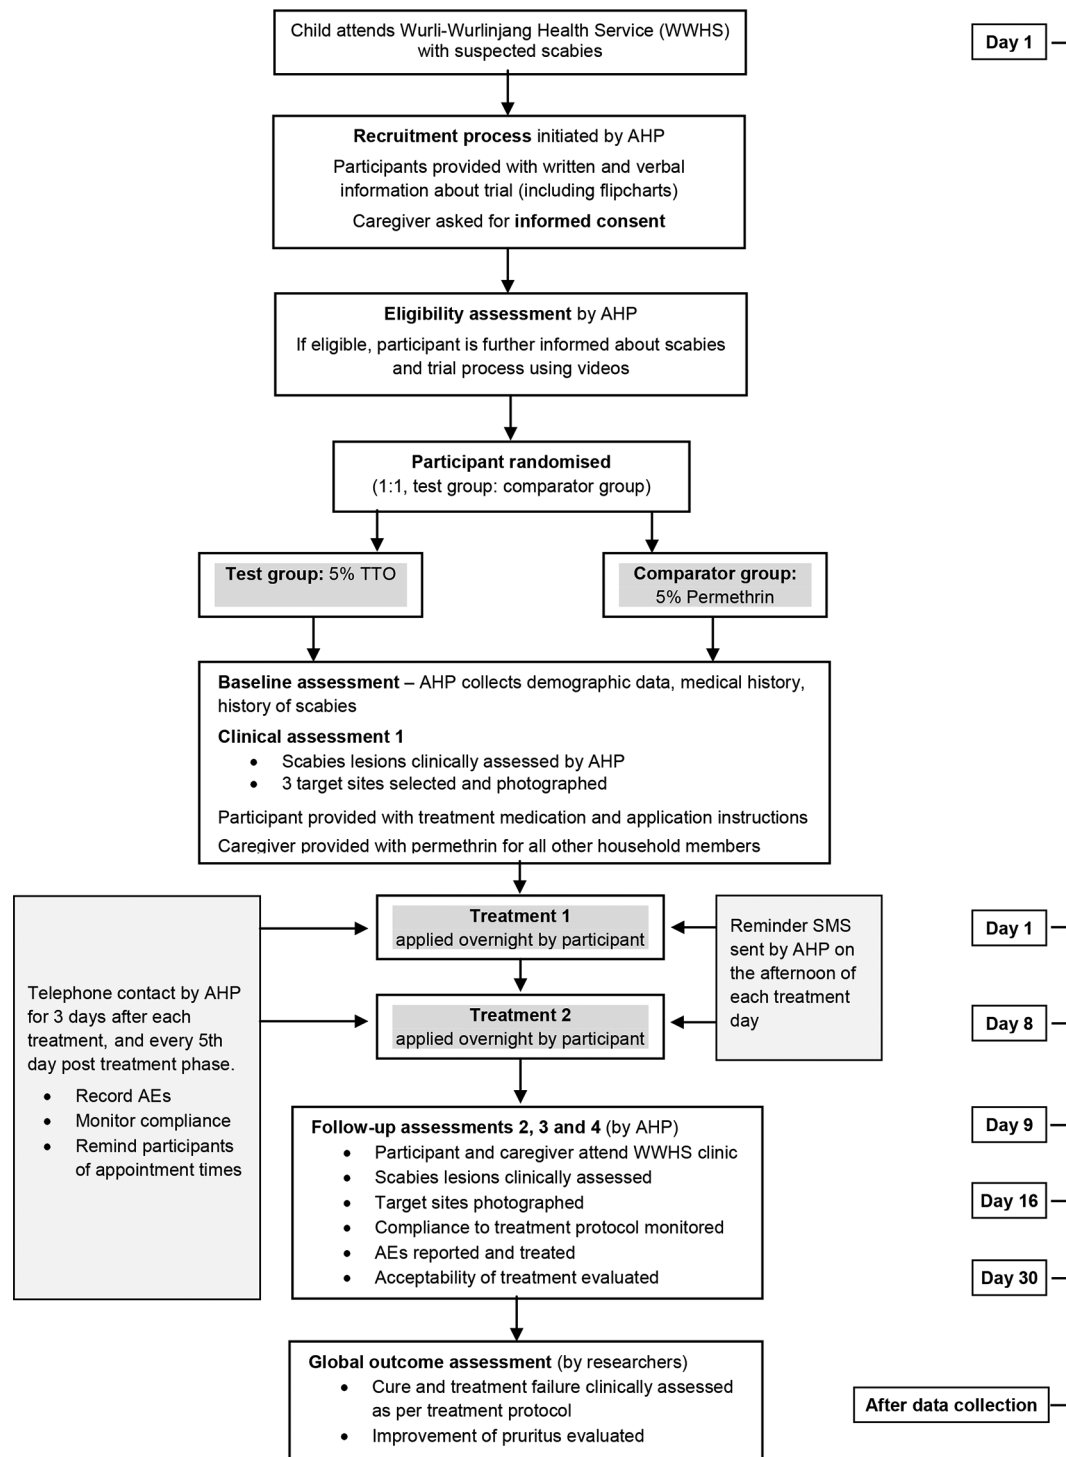 Child attends Wurli-Wurlinjang Health Service (WWHS)
with suspected scabies
Day 1
Recruitment process initiated by AHP
Participants provided with written and verbal
information about trial (including flipcharts)
Caregiver asked for informed consent
Eligibility assessment by AHP
If eligible, participant is further informed about scabies
and trial process using videos
Participant randomised
(1:1, test group: comparator group)
Test group: 5% TTO
Comparator group:
5% Permethrin
Baseline assessment – AHP collects demographic data, medical history,
history of scabies
Clinical assessment 1
• Scabies lesions clinically assessed by AHP
• 3 target sites selected and photographed
Participant provided with treatment medication and application instructions
Caregiver provided with permethrin for all other household members
Treatment 1
applied overnight by participant
Day 1
Treatment 2
applied overnight by participant
Day 8
Reminder SMS
sent by AHP on
the afternoon of
each treatment
day
Telephone contact by AHP
for 3 days after each
treatment, and every 5th
day post treatment phase.
• Record AEs
• Monitor compliance
• Remind participants
of appointment times
Follow-up assessments 2, 3 and 4 (by AHP)
• Participant and caregiver attend WWHS clinic
• Scabies lesions clinically assessed
• Target sites photographed
• Compliance to treatment protocol monitored
• AEs reported and treated
• Acceptability of treatment evaluated
Day 9
Day 16
Day 30
Global outcome assessment (by researchers)
• Cure and treatment failure clinically assessed
as per treatment protocol
• Improvement of pruritus evaluated
After data collection